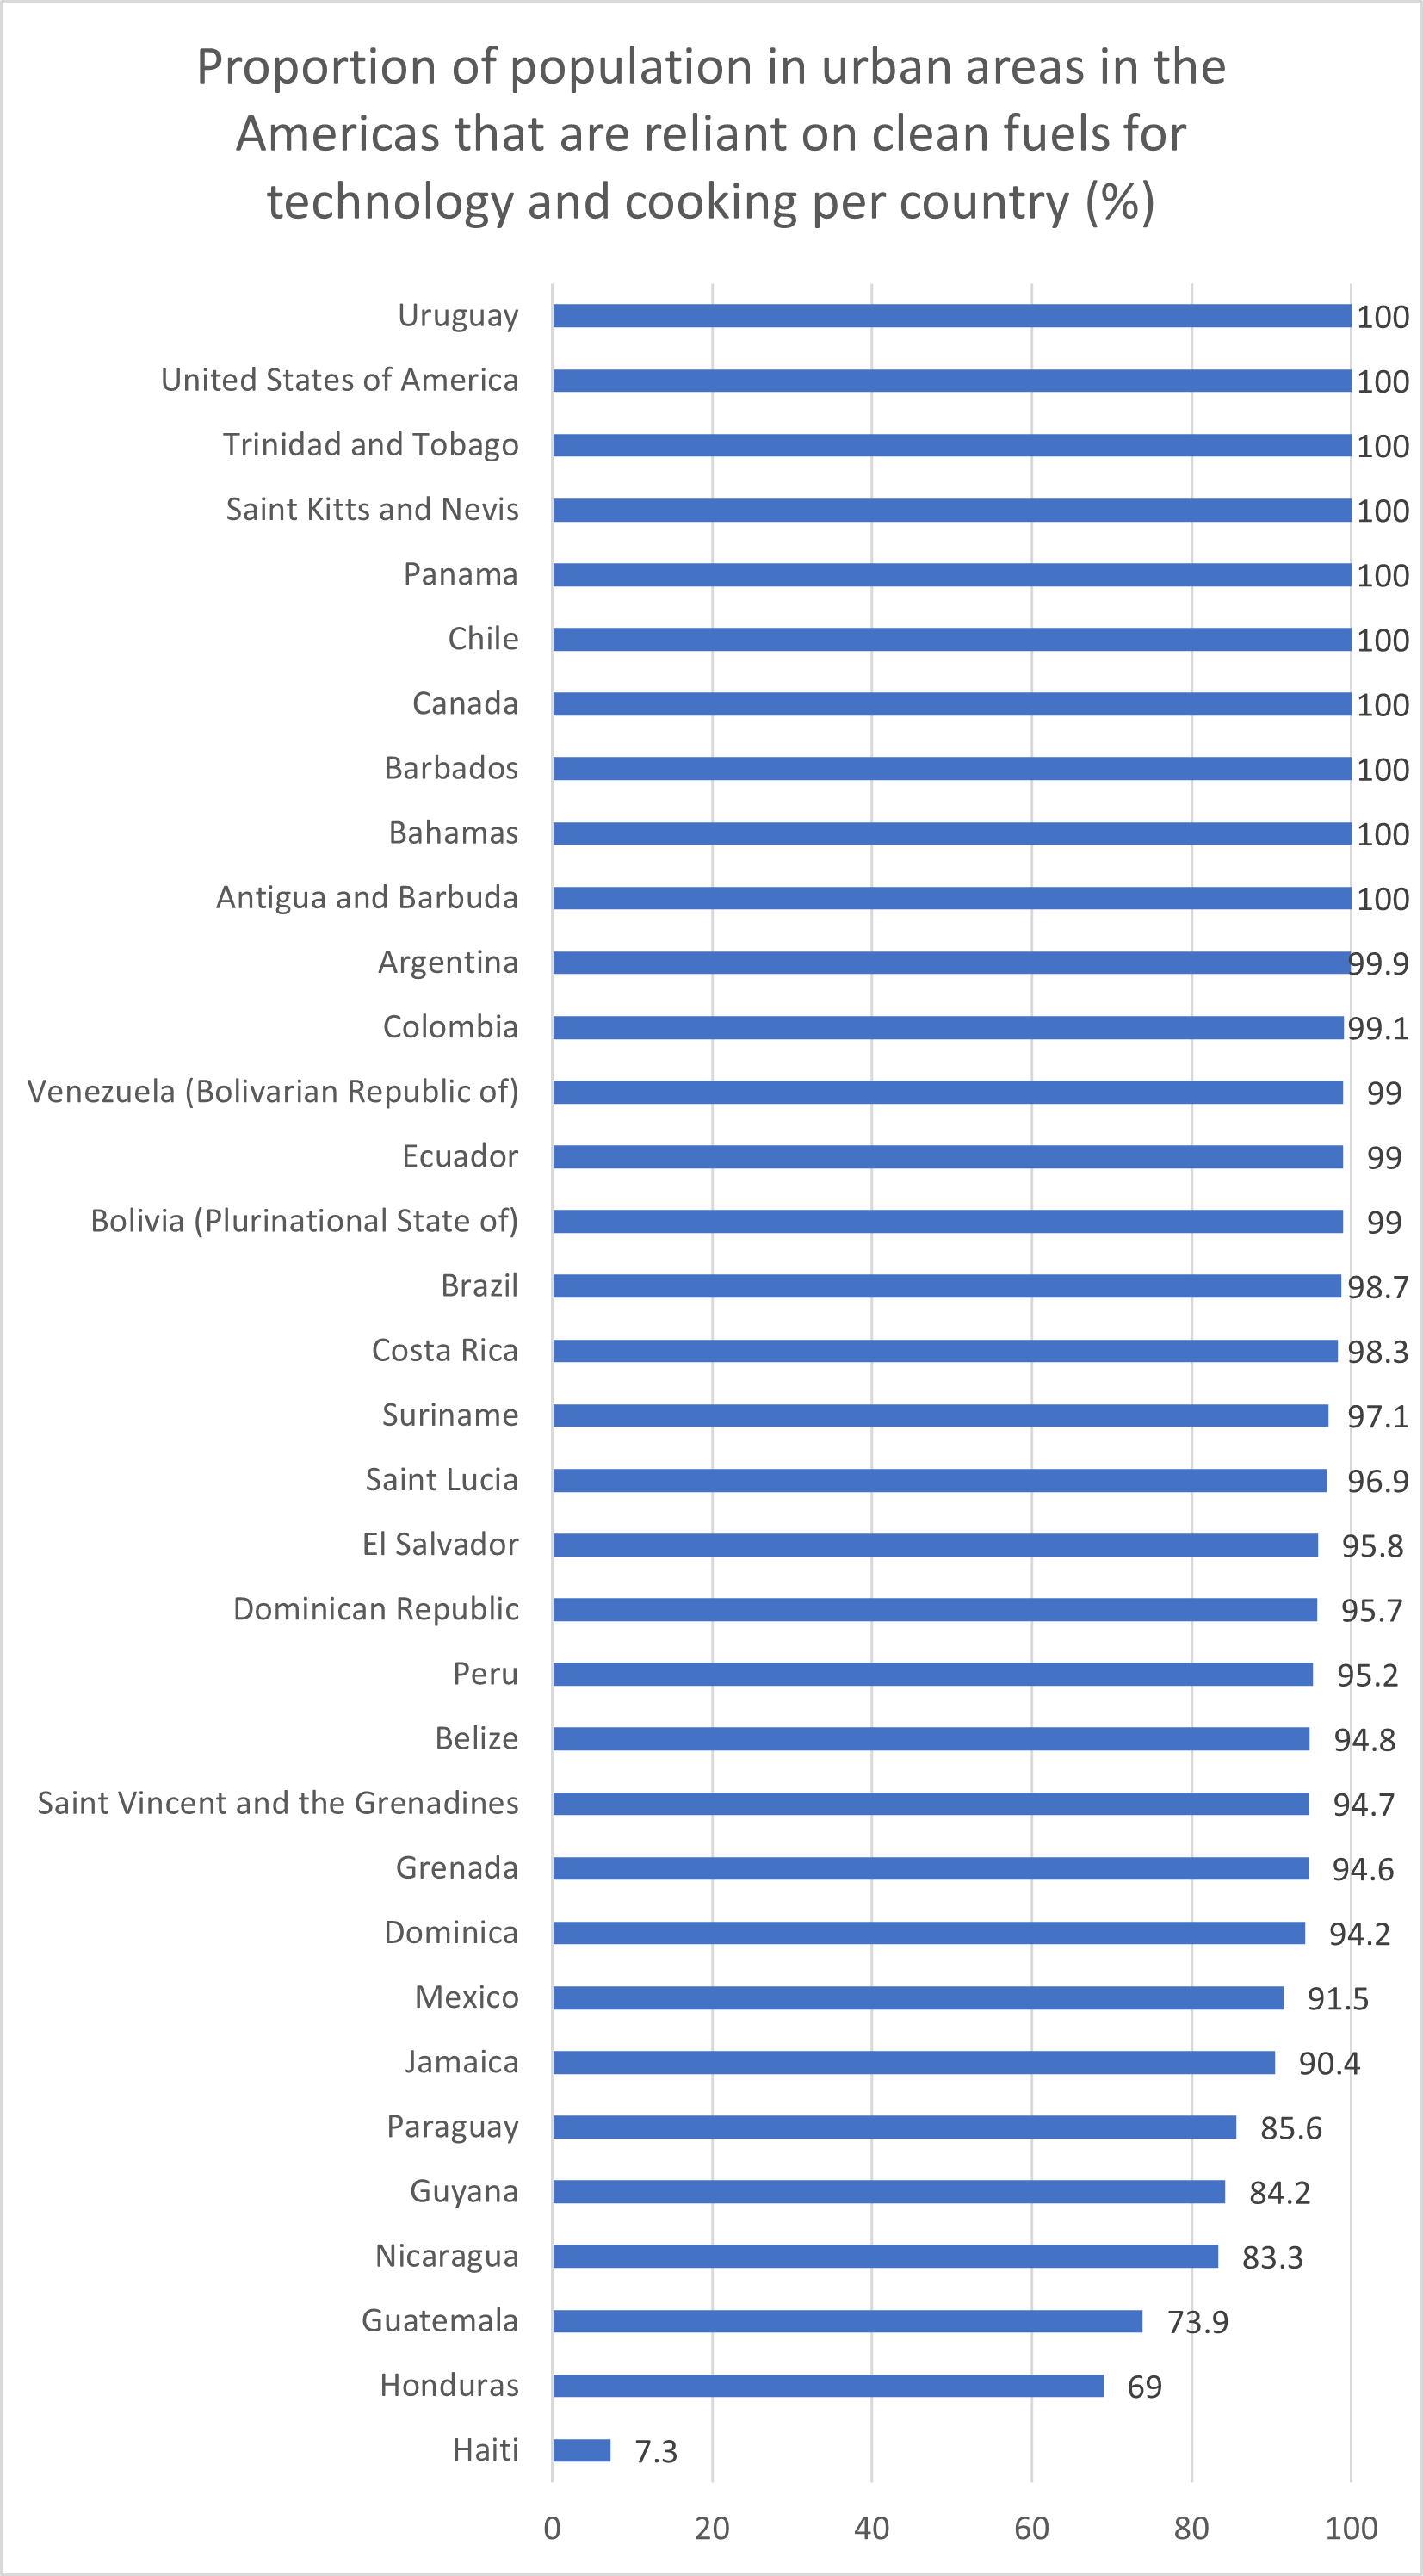 Proportion of population in urban areas in the
Americas that are reliant on clean fuels for
technology and cooking per country (%)
Uruguay 100
United States of America 100
Trinidad and Tobago 100
Saint Kitts and Nevis 100
Panama 100
Chile 100
Canada 100
Barbados 100
Bahamas 100
Antigua and Barbuda 100
Argentina 99.9
Colombia 99.1
Venezuela (Bolivarian Republic of) 99
Ecuador 99
Bolivia (Plurinational State of) 99
Brazil 98.7
Costa Rica 98.3
Suriname 97.1
Saint Lucia 96.9
El Salvador 95.8
Dominican Republic 95.7
Peru 95.2
Belize 94.8
Saint Vincent and the Grenadines 94.7
Grenada 94.6
Dominica 94.2
Mexico 91.5
Jamaica 90.4
Paraguay 85.6
Guyana 84.2
Nicaragua 83.3
Guatemala 73.9
Honduras 69
Haiti 7.3
0 20 40 60 80 100